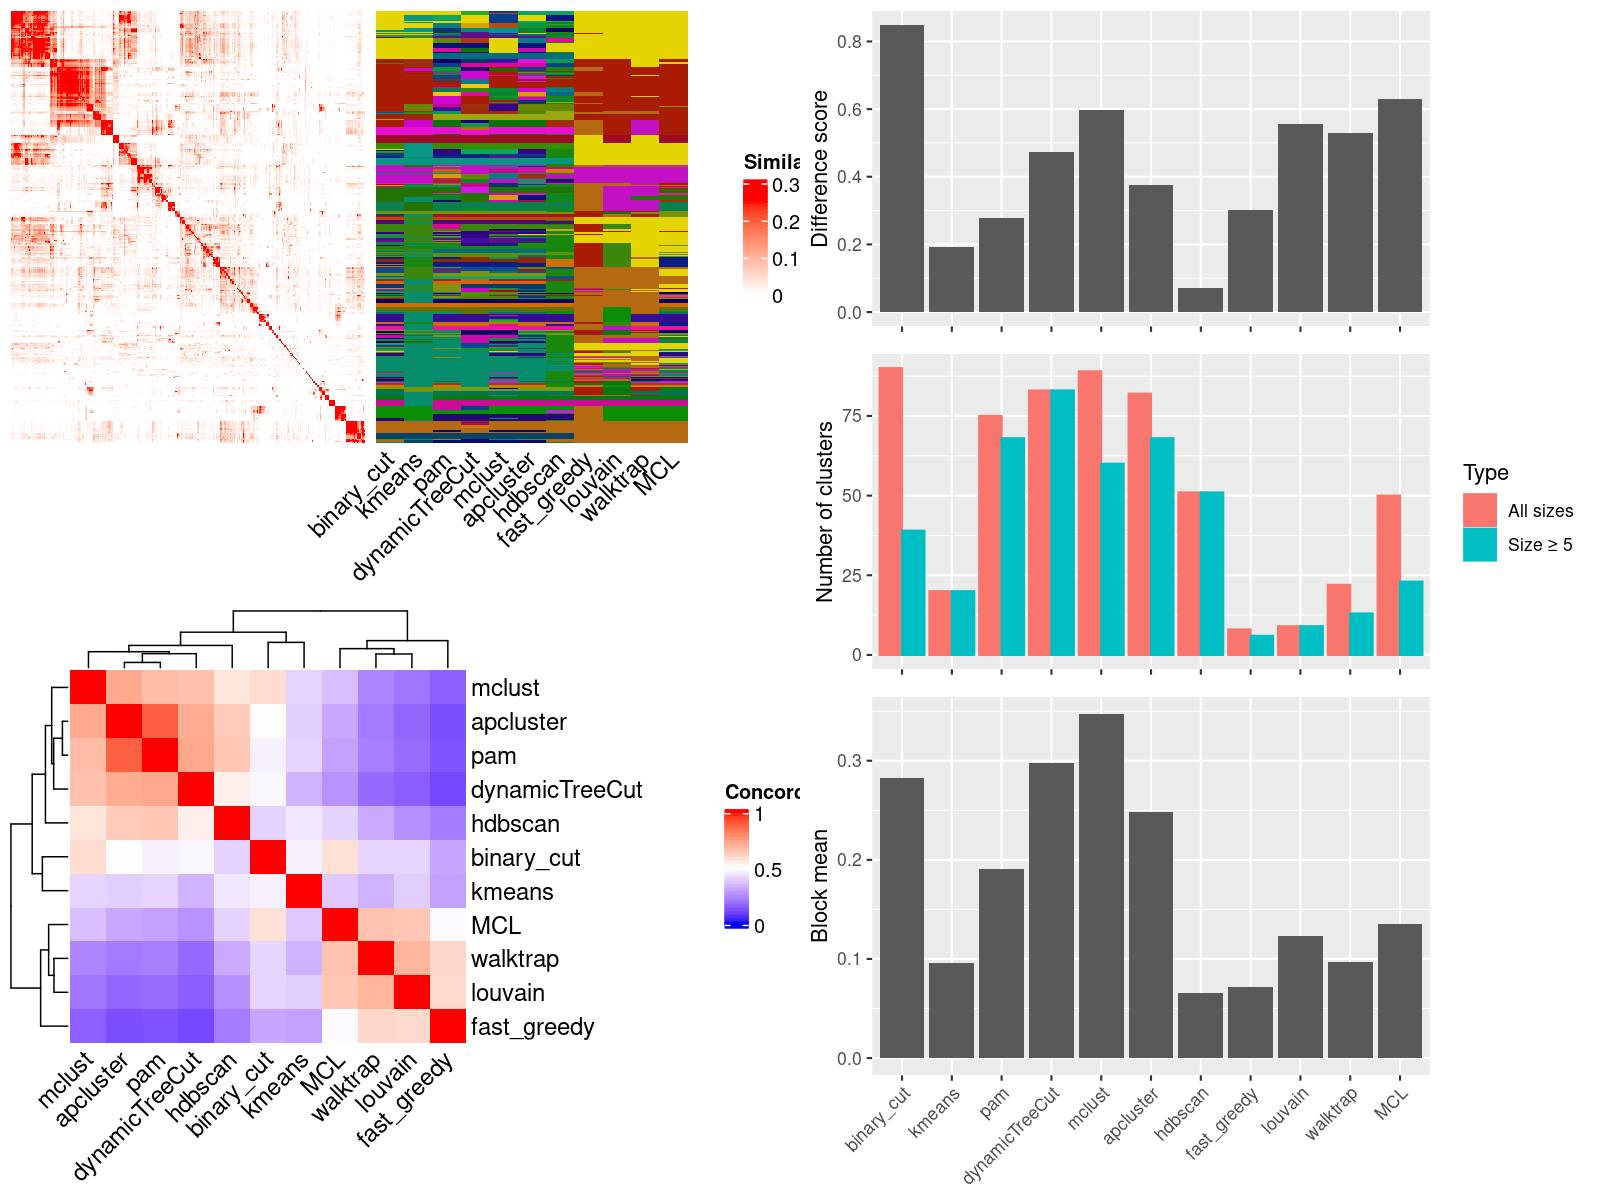 Simila
0.3
0.2
0.1
0
binary_cut
kmeans
pam
dynamicTreeCut
mclust
apcluster
hdbscan
fast_greedy
louvain
walktrap
MCL
mclust
apcluster
pam
dynamicTreeCut
hdbscan
binary_cut
kmeans
MCL
walktrap
louvain
fast_greedy
mclust
apcluster
pam
dynamicTreeCut
hdbscan
binary_cut
kmeans
MCL
walktrap
louvain
fast_greedy
Concord
1
0.5
0
Difference score
0.8
0.6
0.4
0.2
0.0
Number of clusters
75
50
25
0
Type
All sizes
Size ≥ 5
Block mean
0.3
0.2
0.1
0.0
binary_cut
kmeans
pam
dynamicTreeCut
mclust
apcluster
hdbscan
fast_greedy
louvain
walktrap
MCL